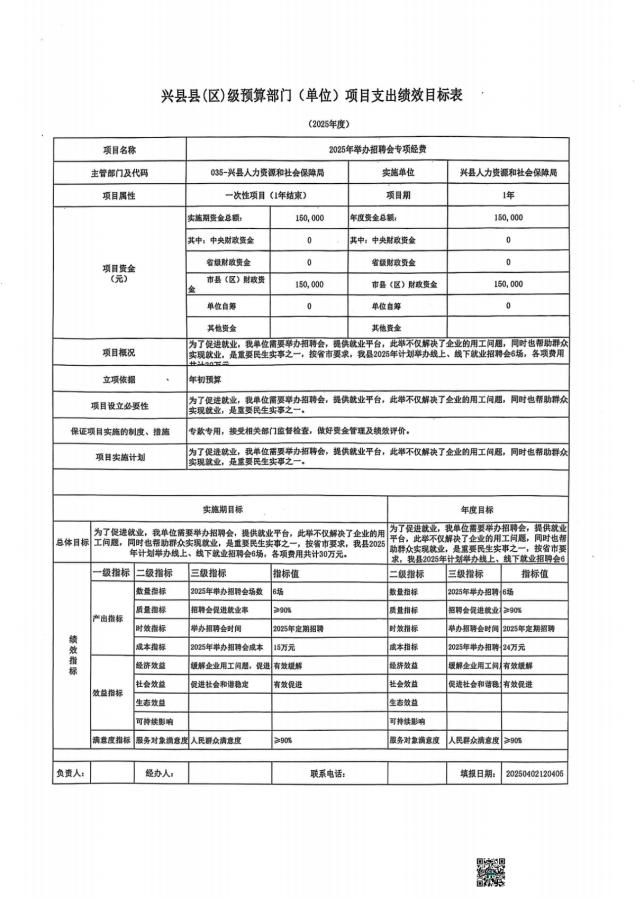 兴县县(区)级预算部门（单位）项目支出绩效目标表
（2025年度）
项目名称 2025年举办招聘会专项经费
主管部门及代码 035-兴县人力资源和社会保障局 实施单位 兴县人力资源和社会保障局
项目属性 一次性项目（1年结束） 项目期 1年
项目资金
（元）
实施期资金总额: 150,000 年度资金总额: 150,000
其中: 中央财政资金 0 其中: 中央财政资金 0
省级财政资金 0 省级财政资金 0
市县（区）财政资
金 150,000 市县（区）财政资金 150,000
单位自筹 0 单位自筹 0
其他资金 其他资金
项目概况
为了促进就业，我单位需要举办招聘会，提供就业平台，此举不仅解决了企业的用工问题，同时也帮助群众
实现就业，是重要民生实事之一，按省市要求，我县2025年计划举办线上、线下就业招聘会6场，各项费用
立项依据 年初预算
项目设立必要性
为了促进就业，我单位需要举办招聘会，提供就业平台，此举不仅解决了企业的用工问题，同时也帮助群众
实现就业，是重要民生实事之一。
保证项目实施的制度、措施 专款专用，接受相关部门监督检查，做好资金管理及绩效评价。
项目实施计划
为了促进就业，我单位需要举办招聘会，提供就业平台，此举不仅解决了企业的用工问题，同时也帮助群众
实现就业，是重要民生实事之一。
实施期目标 年度目标
总体目标
为了促进就业，我单位需要举办招聘会，提供就业平台，此举不仅解决了企业的用
工问题，同时也帮助群众实现就业，是重要民生实事之一，按省市要求，我县2025
年计划举办线上、线下就业招聘会6场，各项费用共计30万元。
为了促进就业，我单位需要举办招聘会，提供就业
平台，此举不仅解决了企业的用工问题，同时也帮
助群众实现就业，是重要民生实事之一，按省市要
求，我县2025年计划举办线上、线下就业招聘会6
绩效指标
一级指标 二级指标 三级指标 指标值 二级指标 三级指标 指标值
产出指标
数量指标 2025年举办招聘会场数 6场 数量指标 2025年举办招聘 6场
质量指标 招聘会促进就业率 ≥90% 质量指标 招聘会促进就业 ≥90%
时效指标 举办招聘会时间 2025年定期招聘 时效指标 举办招聘会时间 2025年定期招聘
成本指标 2025年举办招聘会成本 15万元 成本指标 2025年举办招聘 24万元
效益指标
经济效益 缓解企业用工问题，促进 有效缓解 经济效益 缓解企业用工问 有效缓解
社会效益 促进社会和谐稳定 有效促进 社会效益 促进社会和谐稳 有效促进
生态效益 生态效益
可持续影响 可持续影响
满意度指标 服务对象满意度 人民群众满意度 ≥90% 服务对象满意度 人民群众满意度 ≥90%
负责人: 经办人: 联系电话: 填报日期: 20250402120406